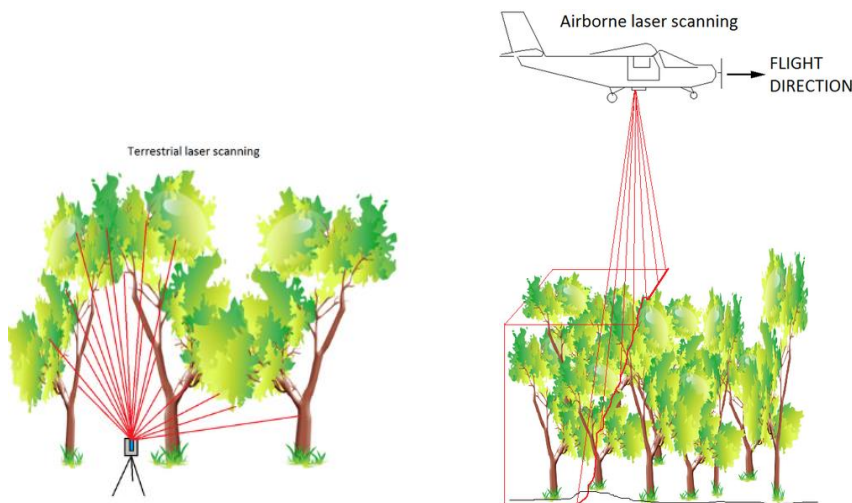 Terrestrial laser scanning
Airborne laser scanning
FLIGHT
DIRECTION